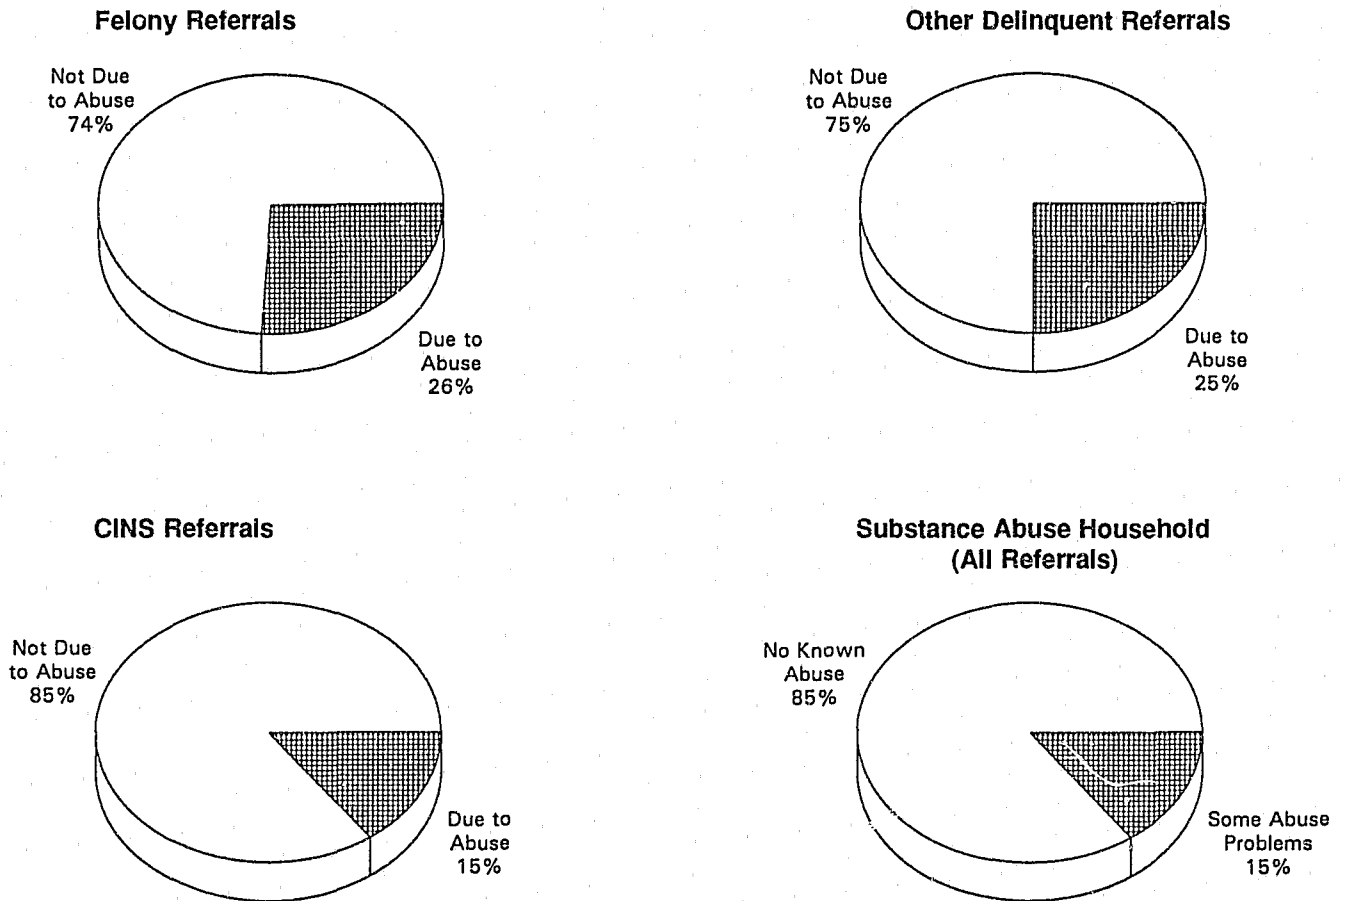 Felony Referrals
Not Due
to Abuse
74%
Due to
Abuse
26%
Other Delinquent Referrals
Not Due
to Abuse
75%
Due to
Abuse
25%
CINS Referrals
Not Due
to Abuse
85%
Due to
Abuse
15%
Substance Abuse Household
(All Referrals)
No Known
Abuse
85%
Some Abuse
Problems
15%